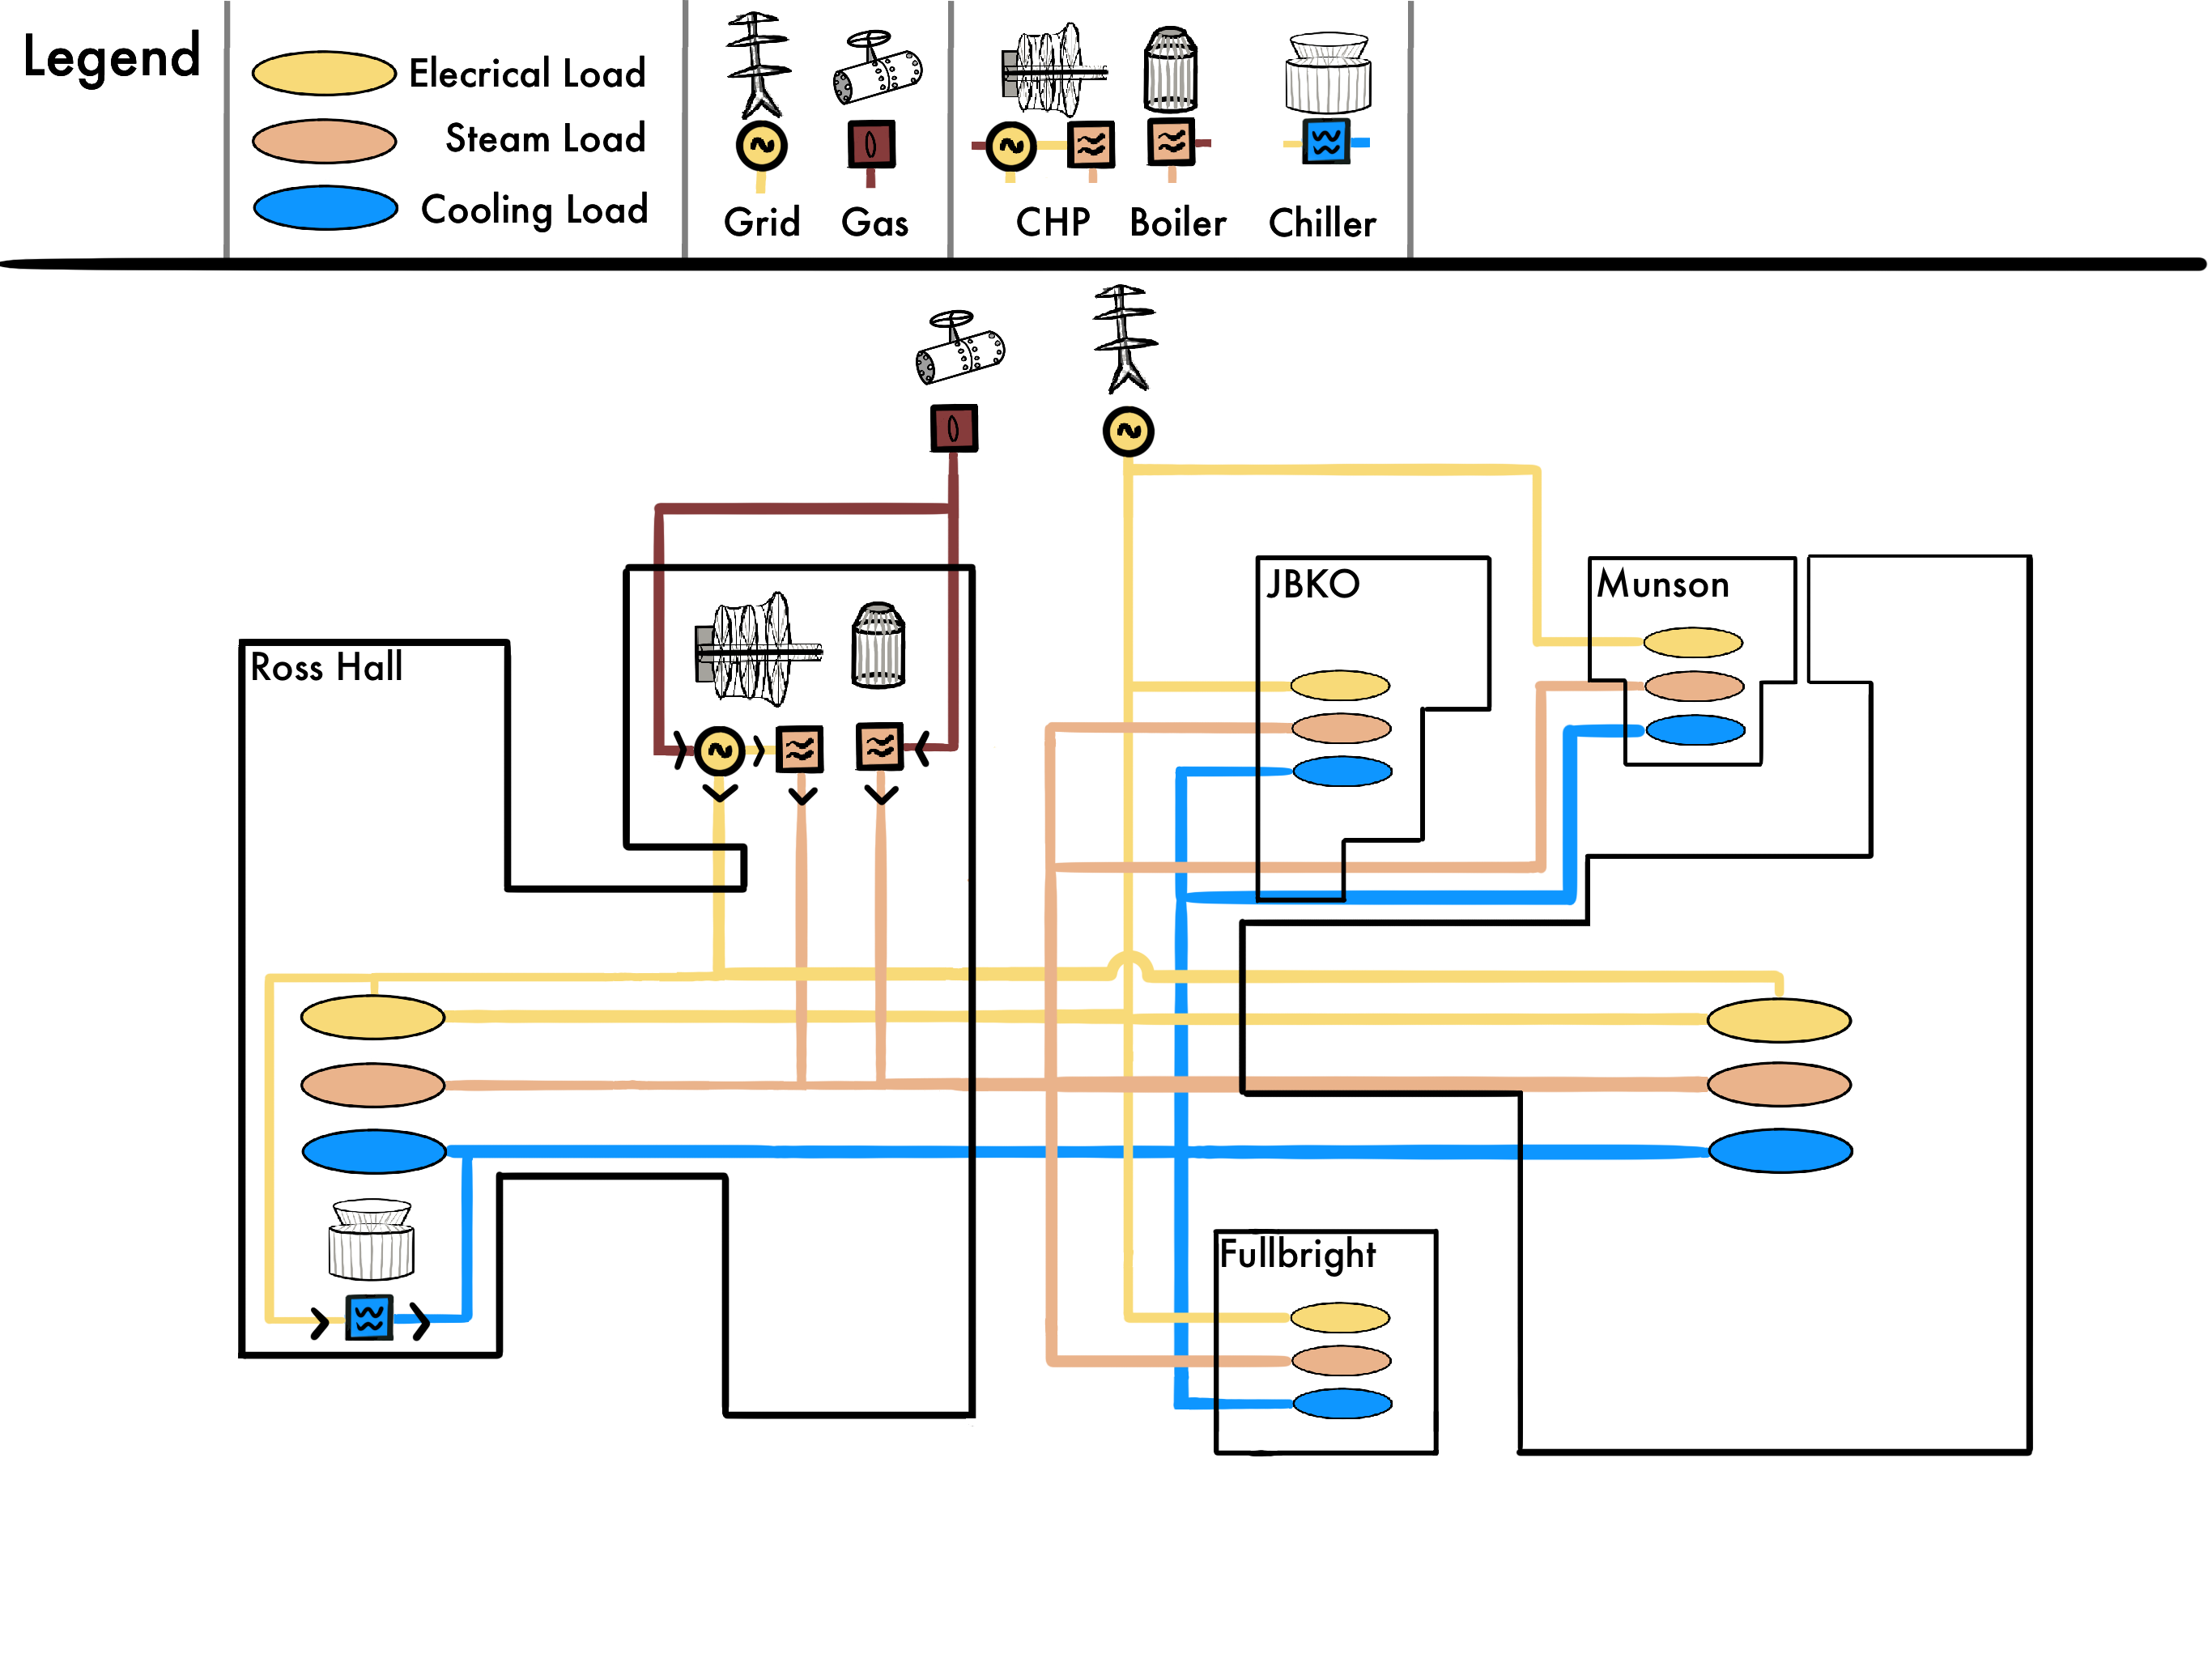 Legend
Elecrical Load
Steam Load
Cooling Load
Grid
Gas
CHP
Boiler
Chiller
JBKO
Munson
Ross Hall
Fullbright